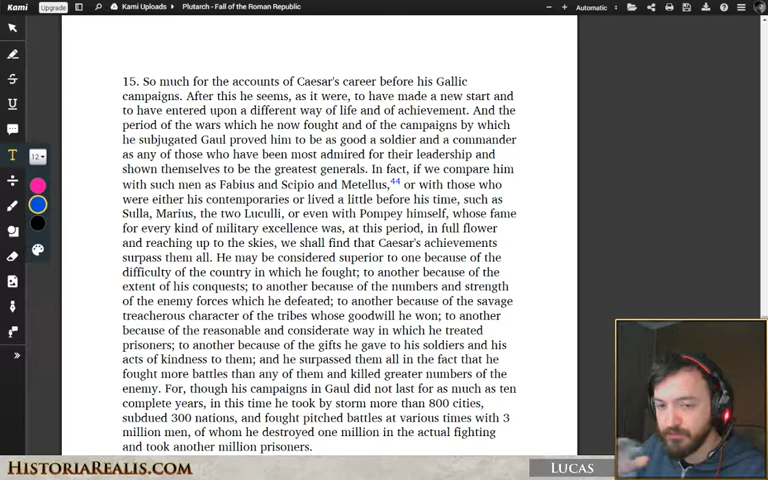 Kami Upgrade Kami Uploads Plutarch - Fall of the Roman Republic Automatic
15. So much for the accounts of Caesar's career before his Gallic
campaigns. After this he seems, as it were, to have made a new start and
to have entered upon a different way of life and of achievement. And the
period of the wars which he now fought and of the campaigns by which
he subjugated Gaul proved him to be as good a soldier and a commander
as any of those who have been most admired for their leadership and
shown themselves to be the greatest generals. In fact, if we compare him
with such men as Fabius and Scipio and Metellus,44 or with those who
were either his contemporaries or lived a little before his time, such as
Sulla, Marius, the two Luculli, or even with Pompey himself, whose fame
for every kind of military excellence was, at this period, in full flower
and reaching up to the skies, we shall find that Caesar's achievements
surpass them all. He may be considered superior to one because of the
difficulty of the country in which he fought; to another because of the
extent of his conquests; to another because of the numbers and strength
of the enemy forces which he defeated; to another because of the savage
treacherous character of the tribes whose goodwill he won; to another
because of the reasonable and considerate way in which he treated
prisoners; to another because of the gifts he gave to his soldiers and his
acts of kindness to them; and he surpassed them all in the fact that he
fought more battles than any of them and killed greater numbers of the
enemy. For, though his campaigns in Gaul did not last for as much as ten
complete years, in this time he took by storm more than 800 cities,
subdued 300 nations, and fought pitched battles at various times with 3
million men, of whom he destroyed one million in the actual fighting
and took another million prisoners.
12
HistoriaRealis.com
Lucas